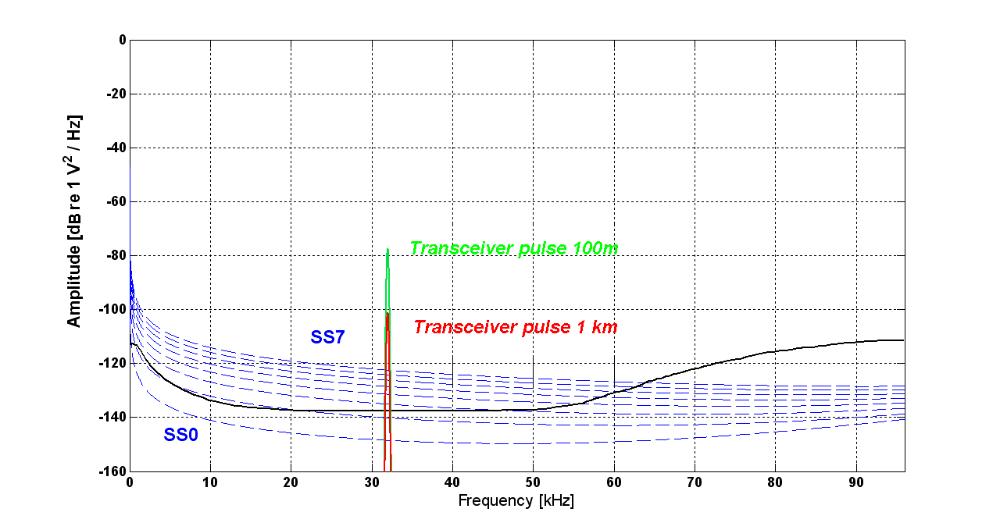 0
-20
-40
-60
-80
-100
-120
-140
-160
Amplitude [dB re 1 V² / Hz]
Transceiver pulse 100m
Transceiver pulse 1 km
SS7
SS0
0 10 20 30 40 50 60 70 80 90
Frequency [kHz]